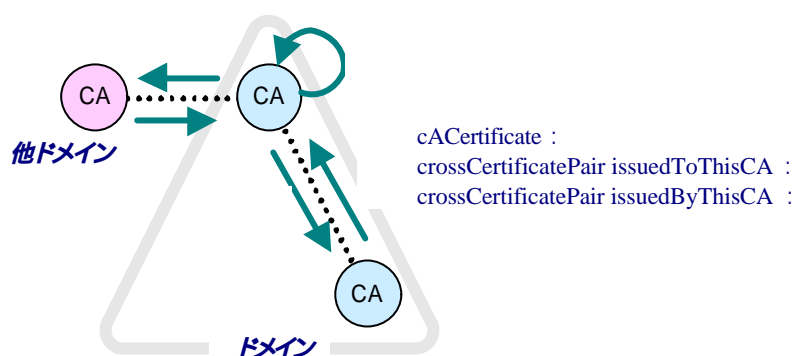 CA
CA
他ドメイン
cACertificate :
crossCertificatePair issuedToThisCA :
crossCertificatePair issuedByThisCA :
CA
ドメイン